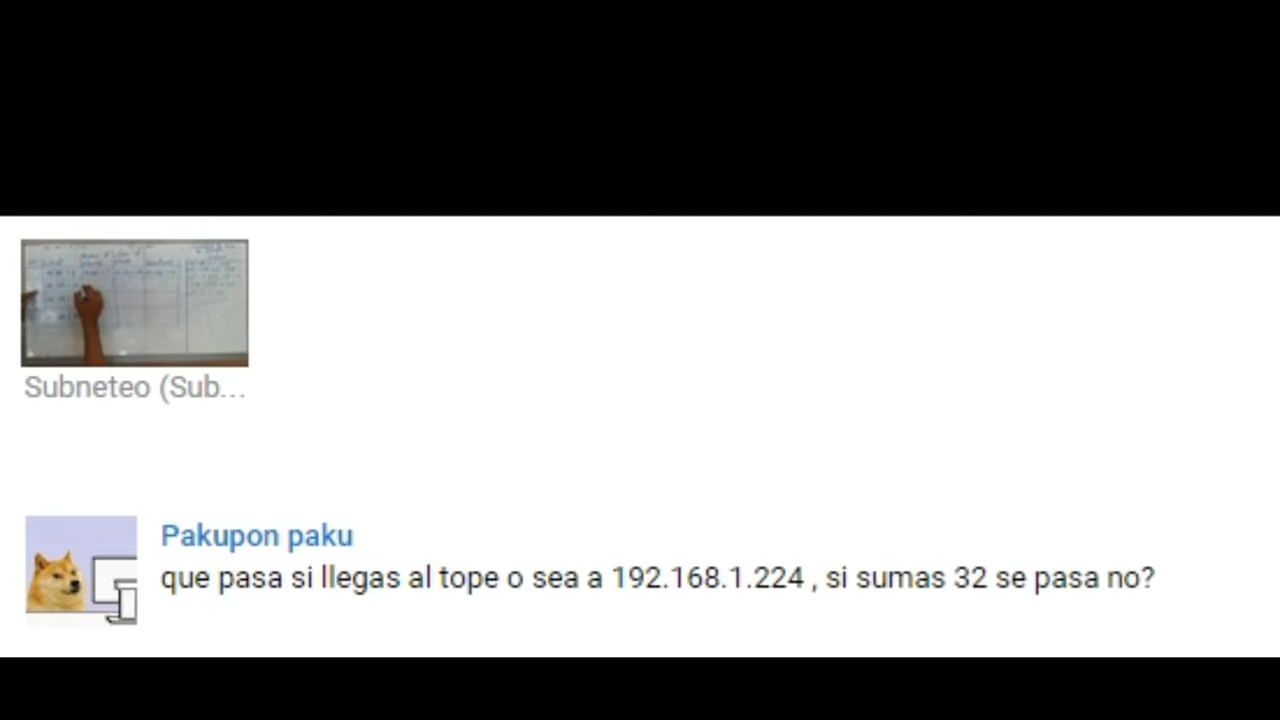 Subneteo (Sub...
Pakupon paku
que pasa si llegas al tope o sea a 192.168.1.224 , si sumas 32 se pasa no?